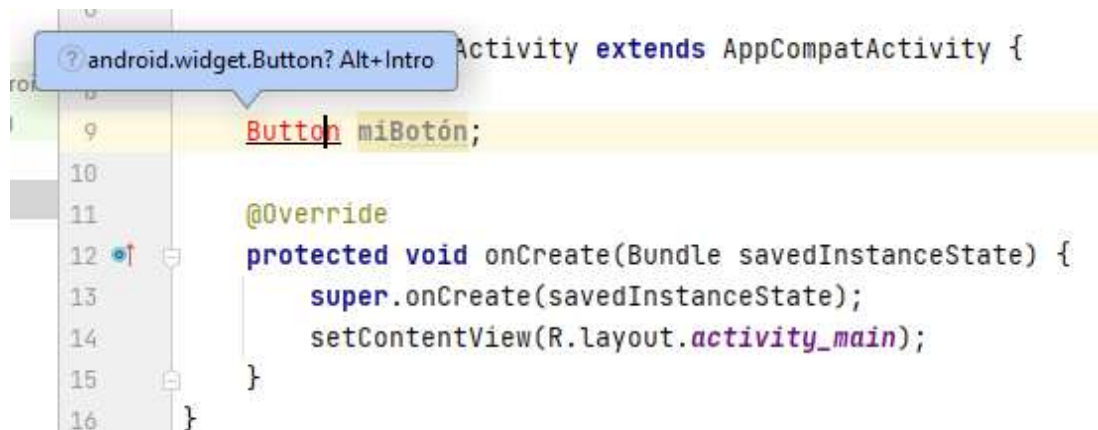 Activity extends AppCompatActivity {
android.widget.Button? Alt+Intro
9 Button miBotón;
10
11 @Override
12 protected void onCreate(Bundle savedInstanceState) {
13 super.onCreate(savedInstanceState);
14 setContentView(R.layout.activity_main);
15 }
16 }